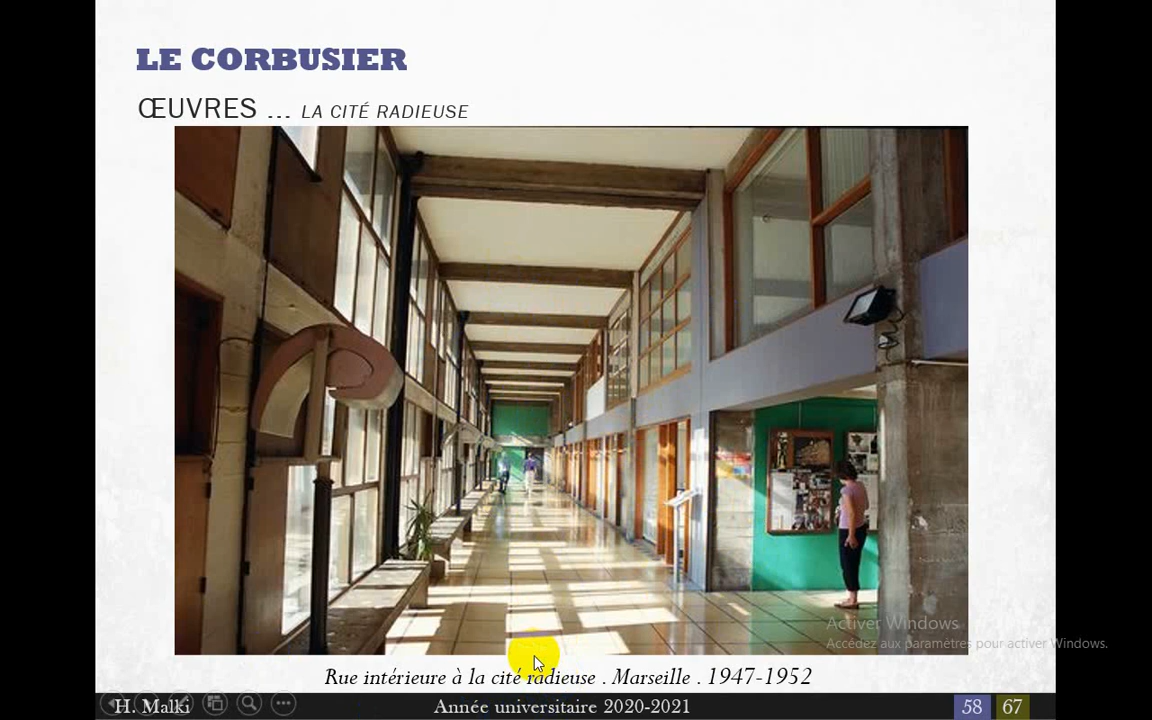 LE CORBUSIER
ŒUVRES ... LA CITÉ RADIEUSE
Activer Windows
Accédez aux paramètres pour activer Windows.
Rue intérieure à la cité radieuse . Marseille . 1947-1952
H. Malki
Année universitaire 2020-2021
58
67